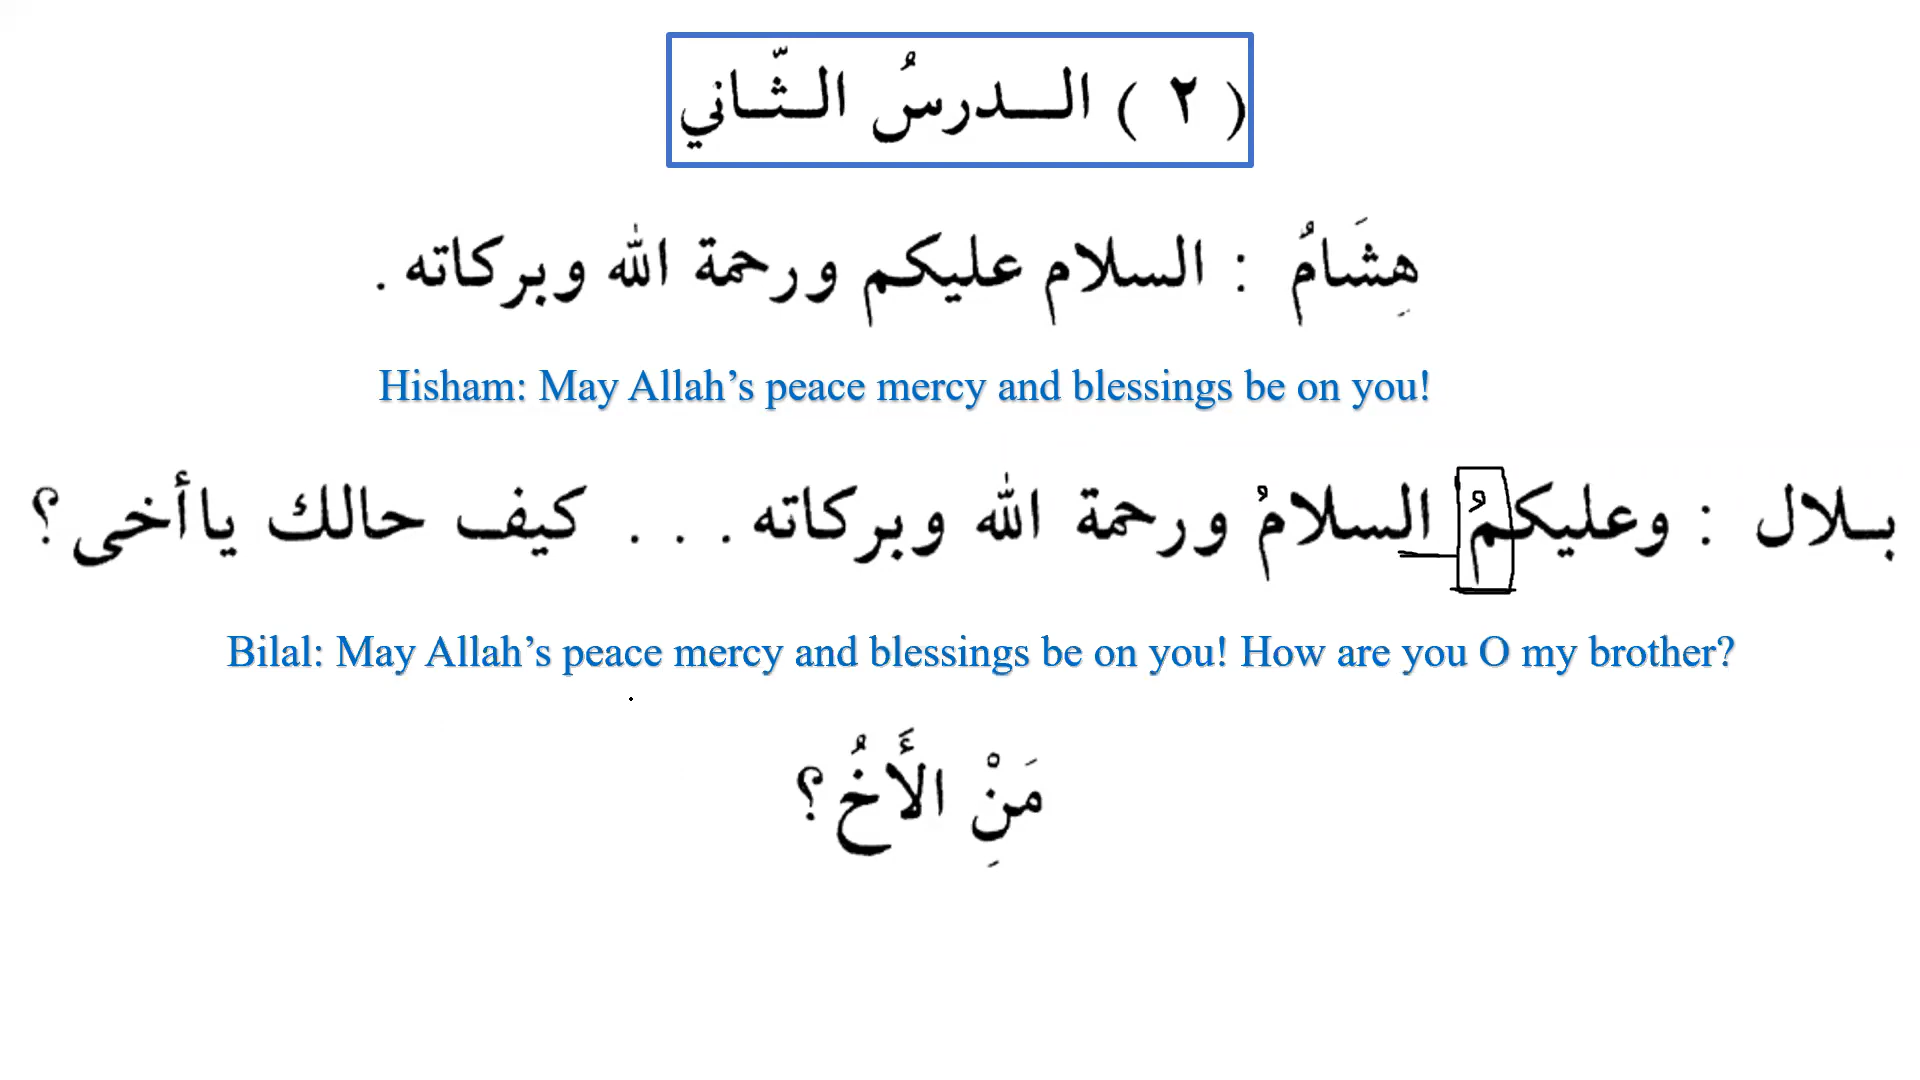 ( ٢ ) الـــدرسُ الـثّـاني
هِشَامُ : السلام عليكم ورحمة الله وبركاته .
Hisham: May Allah’s peace mercy and blessings be on you!
بـلال : وعليكمُ السلامُ ورحمة الله وبركاته . . . كيف حالك ياأخى ؟
Bilal: May Allah’s peace mercy and blessings be on you! How are you O my brother?
مَنْ​ِ الأَخُ ؟